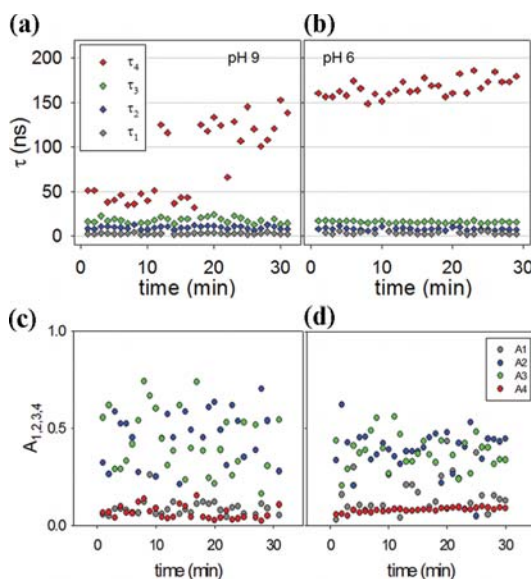 (a)
(b)
200
150
100
50
0
τ (ns)
τ4
τ3
τ2
τ1
pH 9
pH 6
0 10 20 30
0 10 20 30
time (min)
time (min)
(c)
(d)
1.0
0.5
0.0
A1,2,3,4
A1
A2
A3
A4
0 10 20 30
0 10 20 30
time (min)
time (min)